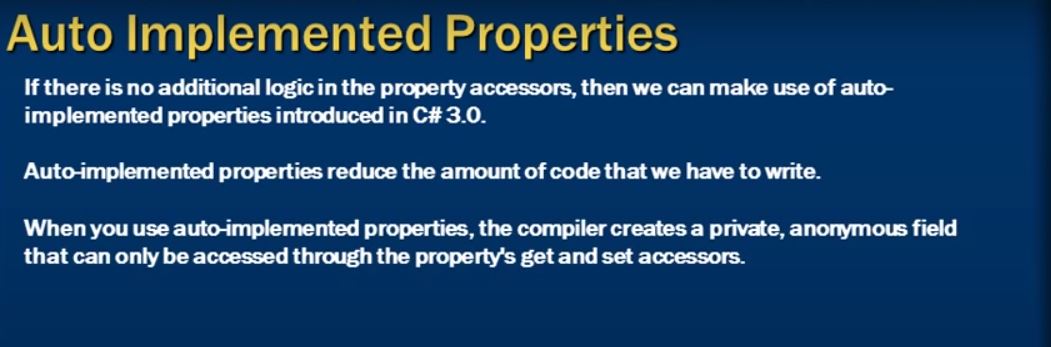 Auto Implemented Properties
If there is no additional logic in the property accessors, then we can make use of auto-
implemented properties introduced in C# 3.0.
Auto-implemented properties reduce the amount of code that we have to write.
When you use auto-implemented properties, the compiler creates a private, anonymous field
that can only be accessed through the property's get and set accessors.